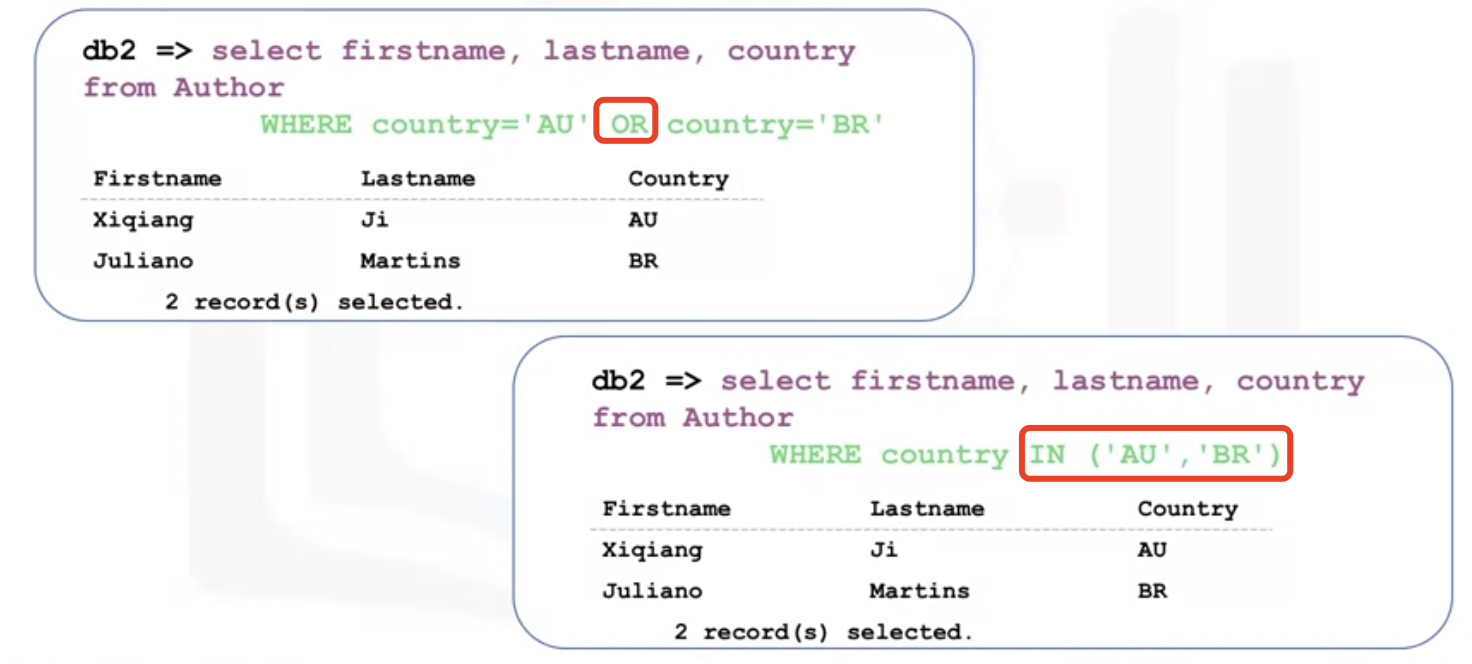 db2 => select firstname, lastname, country
from Author
WHERE country='AU' OR country='BR'
Firstname Lastname Country
Xiqiang Ji AU
Juliano Martins BR
2 record(s) selected.
db2 => select firstname, lastname, country
from Author
WHERE country IN ('AU','BR')
Firstname Lastname Country
Xiqiang Ji AU
Juliano Martins BR
2 record(s) selected.